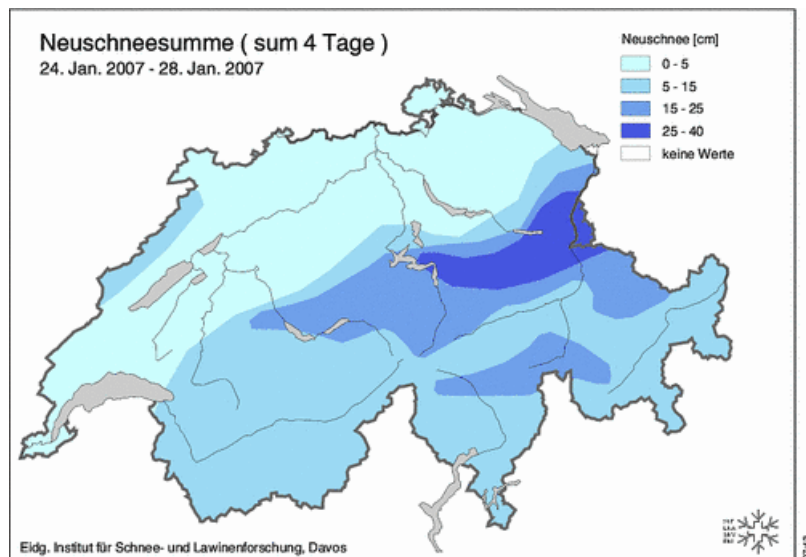 Neuschneesumme ( sum 4 Tage )
24. Jan. 2007 - 28. Jan. 2007
Neuschnee [cm]
0 - 5
5 - 15
15 - 25
25 - 40
keine Werte
Eidg. Institut für Schnee- und Lawinenforschung, Davos